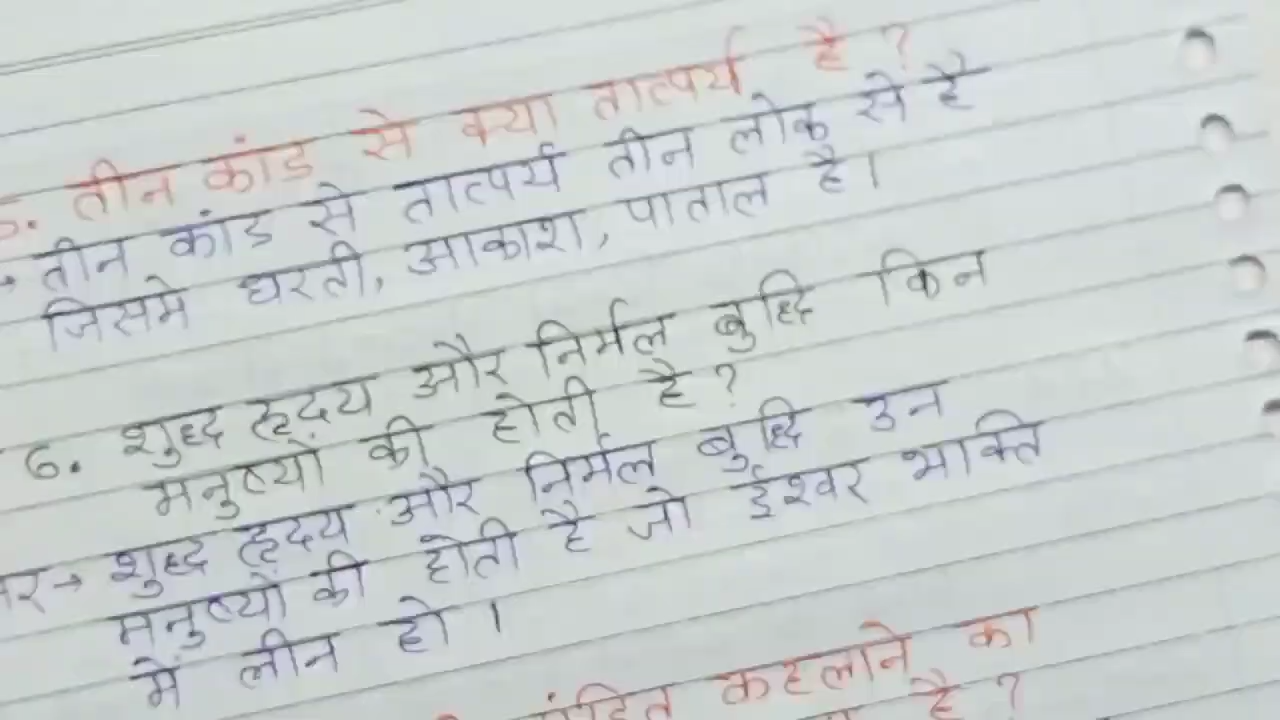 5. तीन कांड से क्या तात्पर्य है ?
→ तीन कांड से तात्पर्य तीन लोक से है
जिसमे धरती, आकाश, पाताल है।
6. शुद्ध हृदय और निर्मल बुद्धि किन
मनुष्यों की होती है ?
→ शुद्ध हृदय और निर्मल बुद्धि उन
मनुष्यों की होती है जो ईश्वर भक्ति
में लीन हो ।
पंडित कहलाने का
है ?